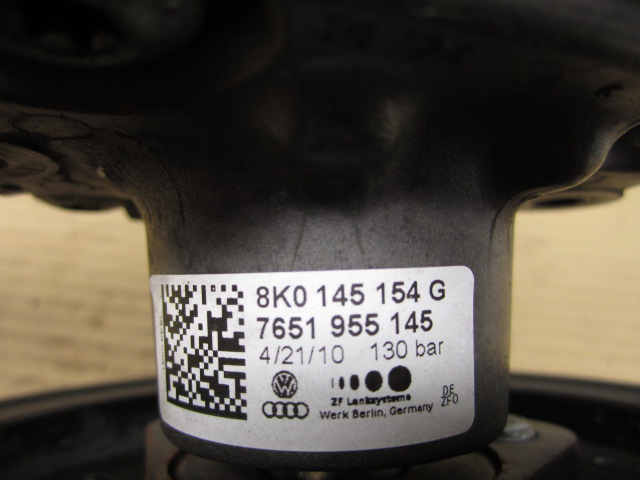 8K0 145 154 G
7651 955 145
4/21/10 130 bar
ZF Lenksysteme
Werk Berlin, Germany
DE
ZF0